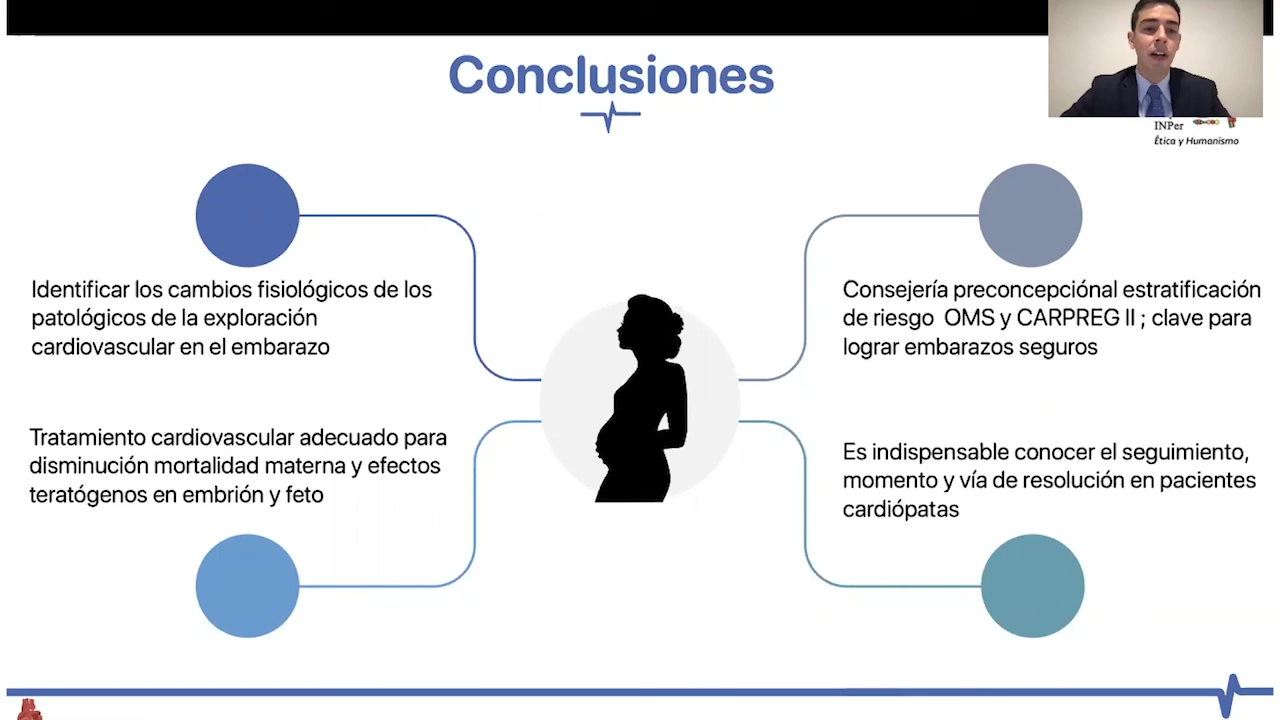 Conclusiones
INPer
Ética y Humanismo
Identificar los cambios fisiológicos de los
patológicos de la exploración
cardiovascular en el embarazo
Consejería preconcepciónal estratificación
de riesgo OMS y CARPREG II ; clave para
lograr embarazos seguros
Tratamiento cardiovascular adecuado para
disminución mortalidad materna y efectos
teratógenos en embrión y feto
Es indispensable conocer el seguimiento,
momento y vía de resolución en pacientes
cardiópatas